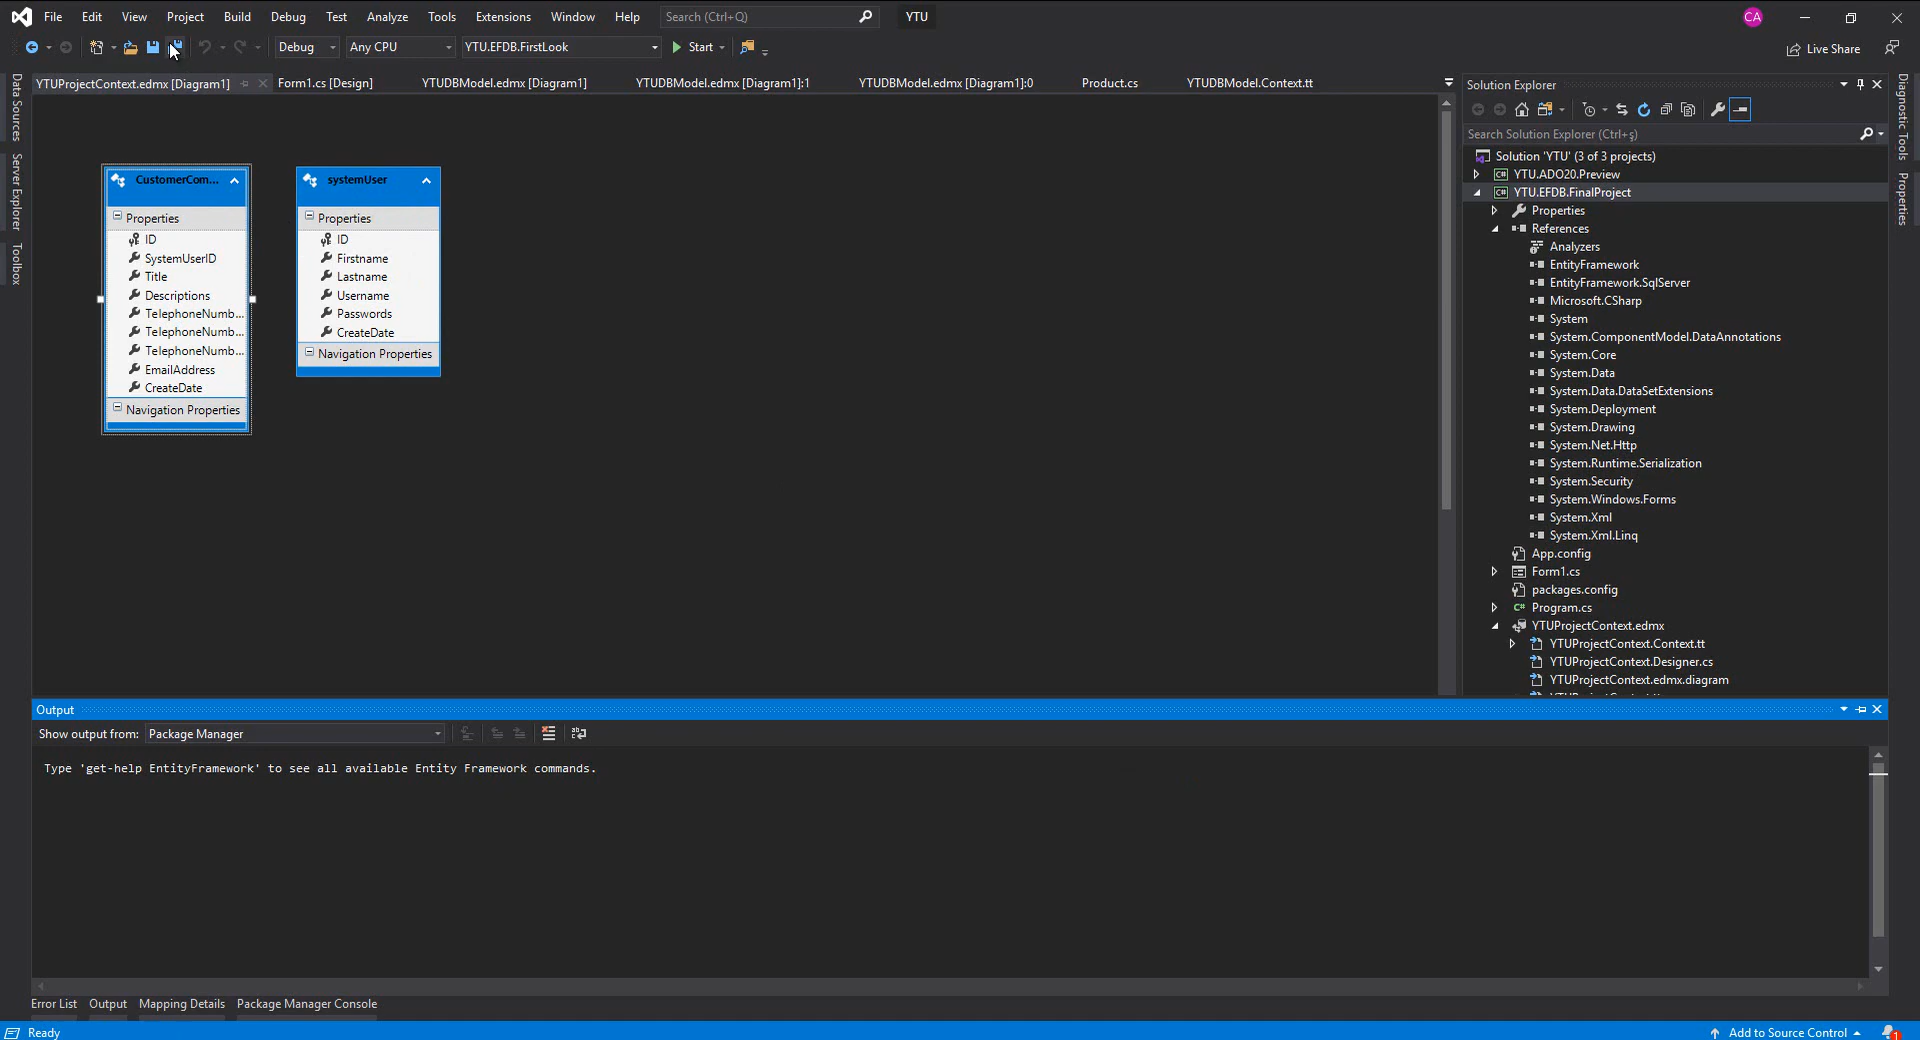 File Edit View Project Build Debug Test Analyze Tools Extensions Window Help Search (Ctrl+Q) YTU CA
Debug Any CPU YTU.EFDB.FirstLook Start Live Share
YTUProjectContext.edmx [Diagram1] Form1.cs [Design] YTUDBModel.edmx [Diagram1] YTUDBModel.edmx [Diagram1]:1 YTUDBModel.edmx [Diagram1]:0 Product.cs YTUDBModel.Context.tt
Data Sources
Server Explorer
Toolbox
CustomerCom...
Properties
ID
SystemUserID
Title
Descriptions
TelephoneNumb...
TelephoneNumb...
TelephoneNumb...
EmailAddress
CreateDate
Navigation Properties
systemUser
Properties
ID
Firstname
Lastname
Username
Passwords
CreateDate
Navigation Properties
Solution Explorer
Search Solution Explorer (Ctrl+ş)
Solution 'YTU' (3 of 3 projects)
YTU.ADO20.Preview
YTU.EFDB.FinalProject
Properties
References
Analyzers
EntityFramework
EntityFramework.SqlServer
Microsoft.CSharp
System
System.ComponentModel.DataAnnotations
System.Core
System.Data
System.Data.DataSetExtensions
System.Deployment
System.Drawing
System.Net.Http
System.Runtime.Serialization
System.Security
System.Windows.Forms
System.Xml
System.Xml.Linq
App.config
Form1.cs
packages.config
C# Program.cs
YTUProjectContext.edmx
YTUProjectContext.Context.tt
YTUProjectContext.Designer.cs
YTUProjectContext.edmx.diagram
Diagnostic Tools
Properties
Output
Show output from: Package Manager
Type 'get-help EntityFramework' to see all available Entity Framework commands.
Error List Output Mapping Details Package Manager Console
Ready Add to Source Control 1